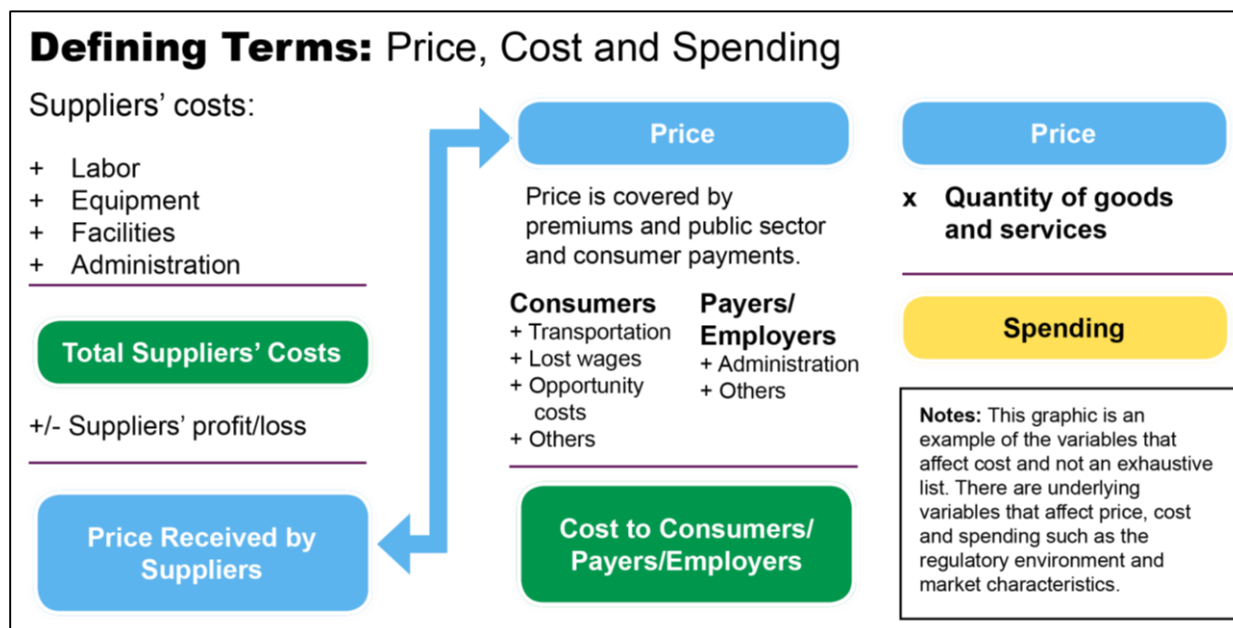 Defining Terms: Price, Cost and Spending
Suppliers’ costs:
+ Labor
+ Equipment
+ Facilities
+ Administration
Total Suppliers’ Costs
+/- Suppliers’ profit/loss
Price Received by
Suppliers
Price
Price is covered by
premiums and public sector
and consumer payments.
Consumers
+ Transportation
+ Lost wages
+ Opportunity
costs
+ Others
Payers/
Employers
+ Administration
+ Others
Cost to Consumers/
Payers/Employers
Price
x Quantity of goods
and services
Spending
Notes: This graphic is an
example of the variables that
affect cost and not an exhaustive
list. There are underlying
variables that affect price, cost
and spending such as the
regulatory environment and
market characteristics.